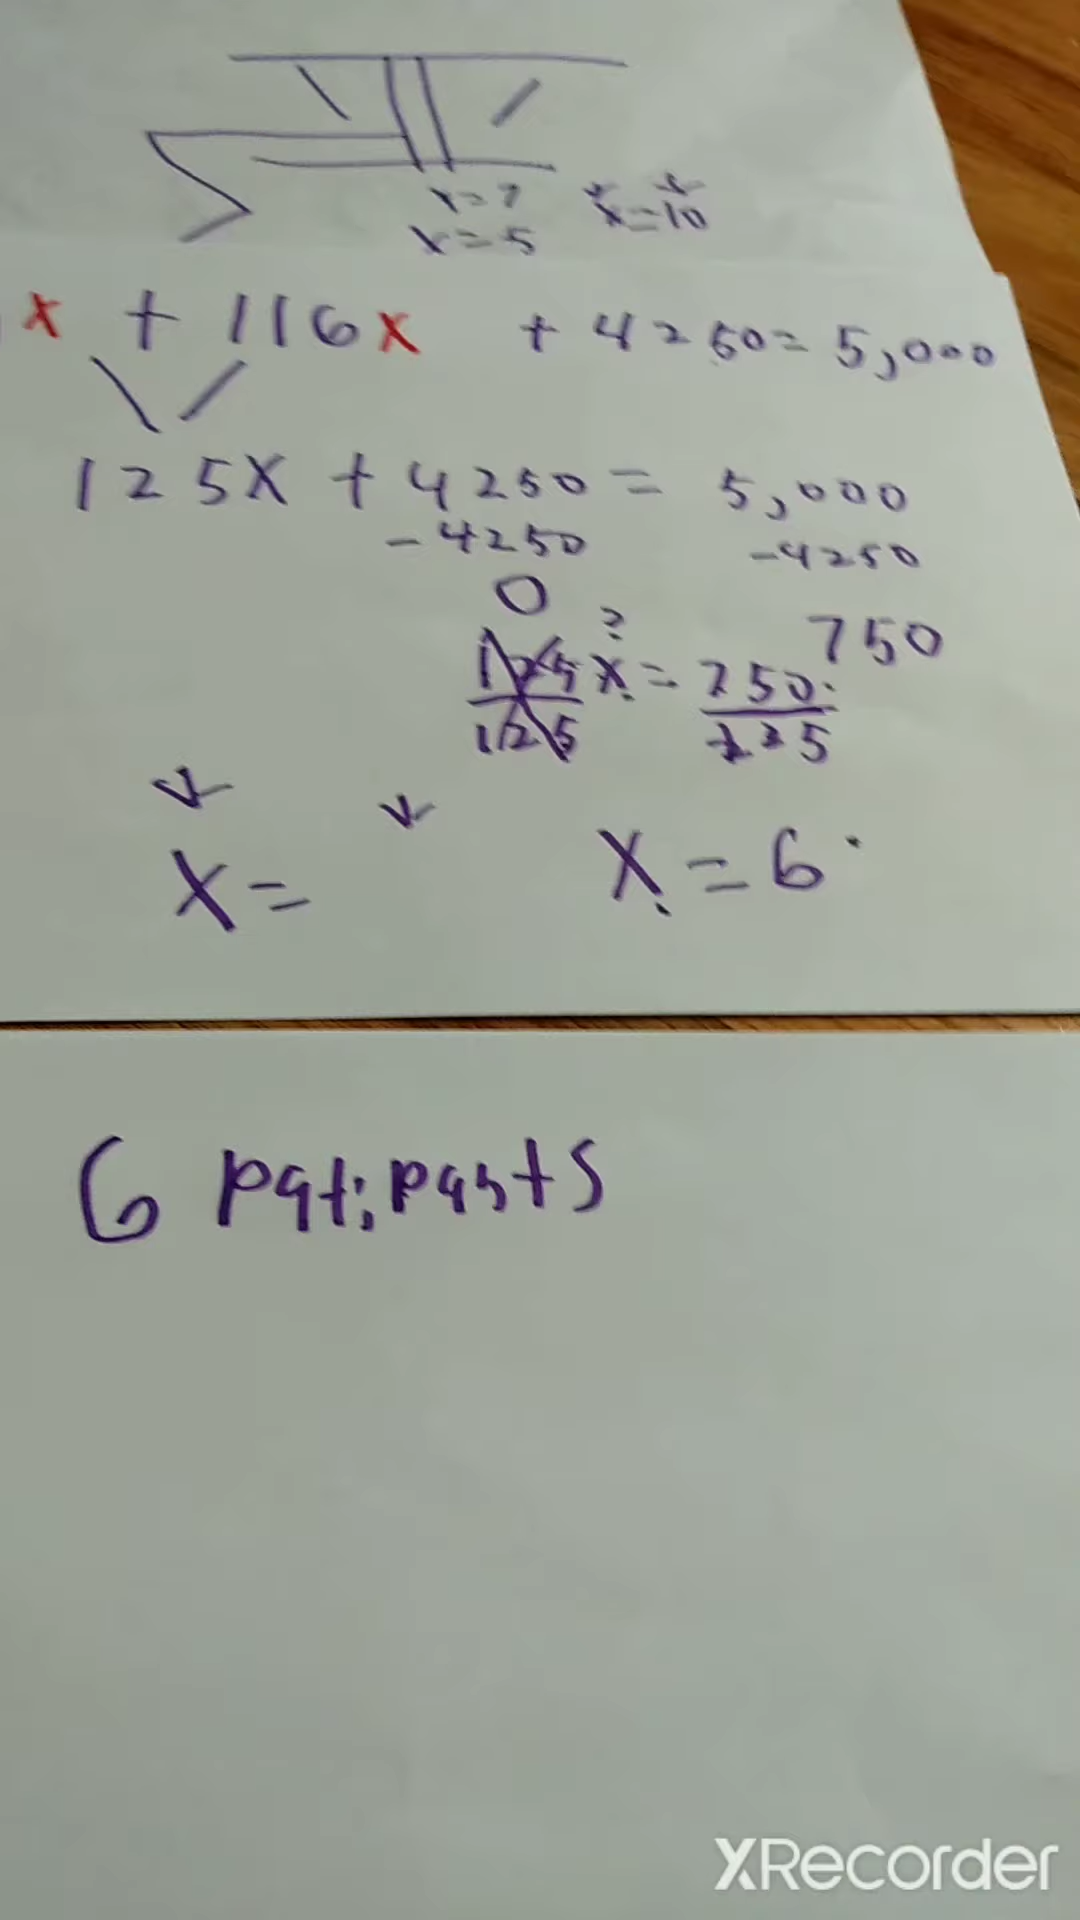 x = 7
x = 5
x = 10
x + 116x + 4250 = 5,000
125x + 4250 = 5,000
- 4250 - 4250
0 750
?
125x = 750
125 125
x = x = 6
6
XRecorder